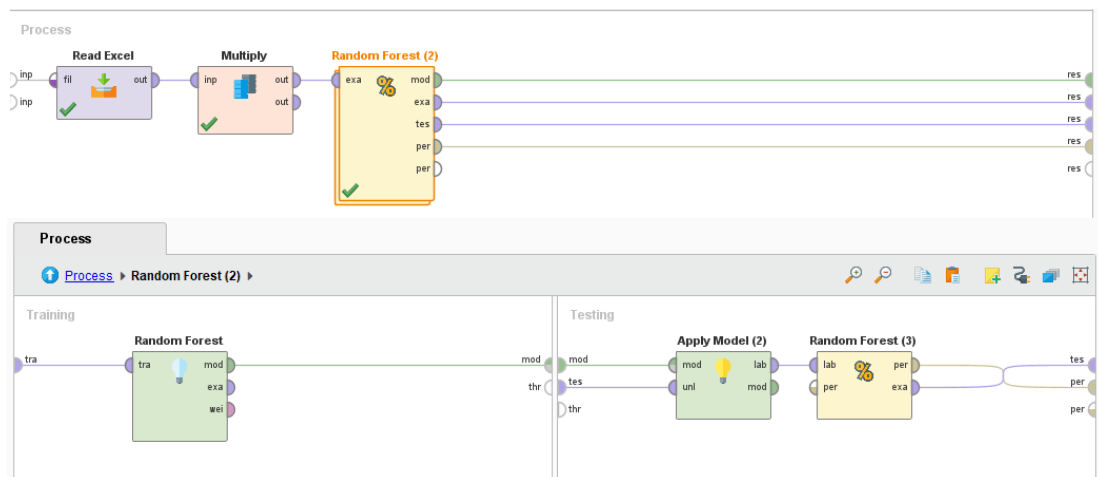 Process
Read Excel
Multiply
Random Forest (2)
inp
fil
out
inp
out
exa
mod
res
inp
out
exa
res
tes
res
per
res
per
res
Process
Process
Random Forest (2)
Training
Testing
Random Forest
Apply Model (2)
Random Forest (3)
tra
tra
mod
mod
mod
mod
lab
lab
per
tes
exa
thr
tes
unl
mod
per
exa
per
wei
thr
per